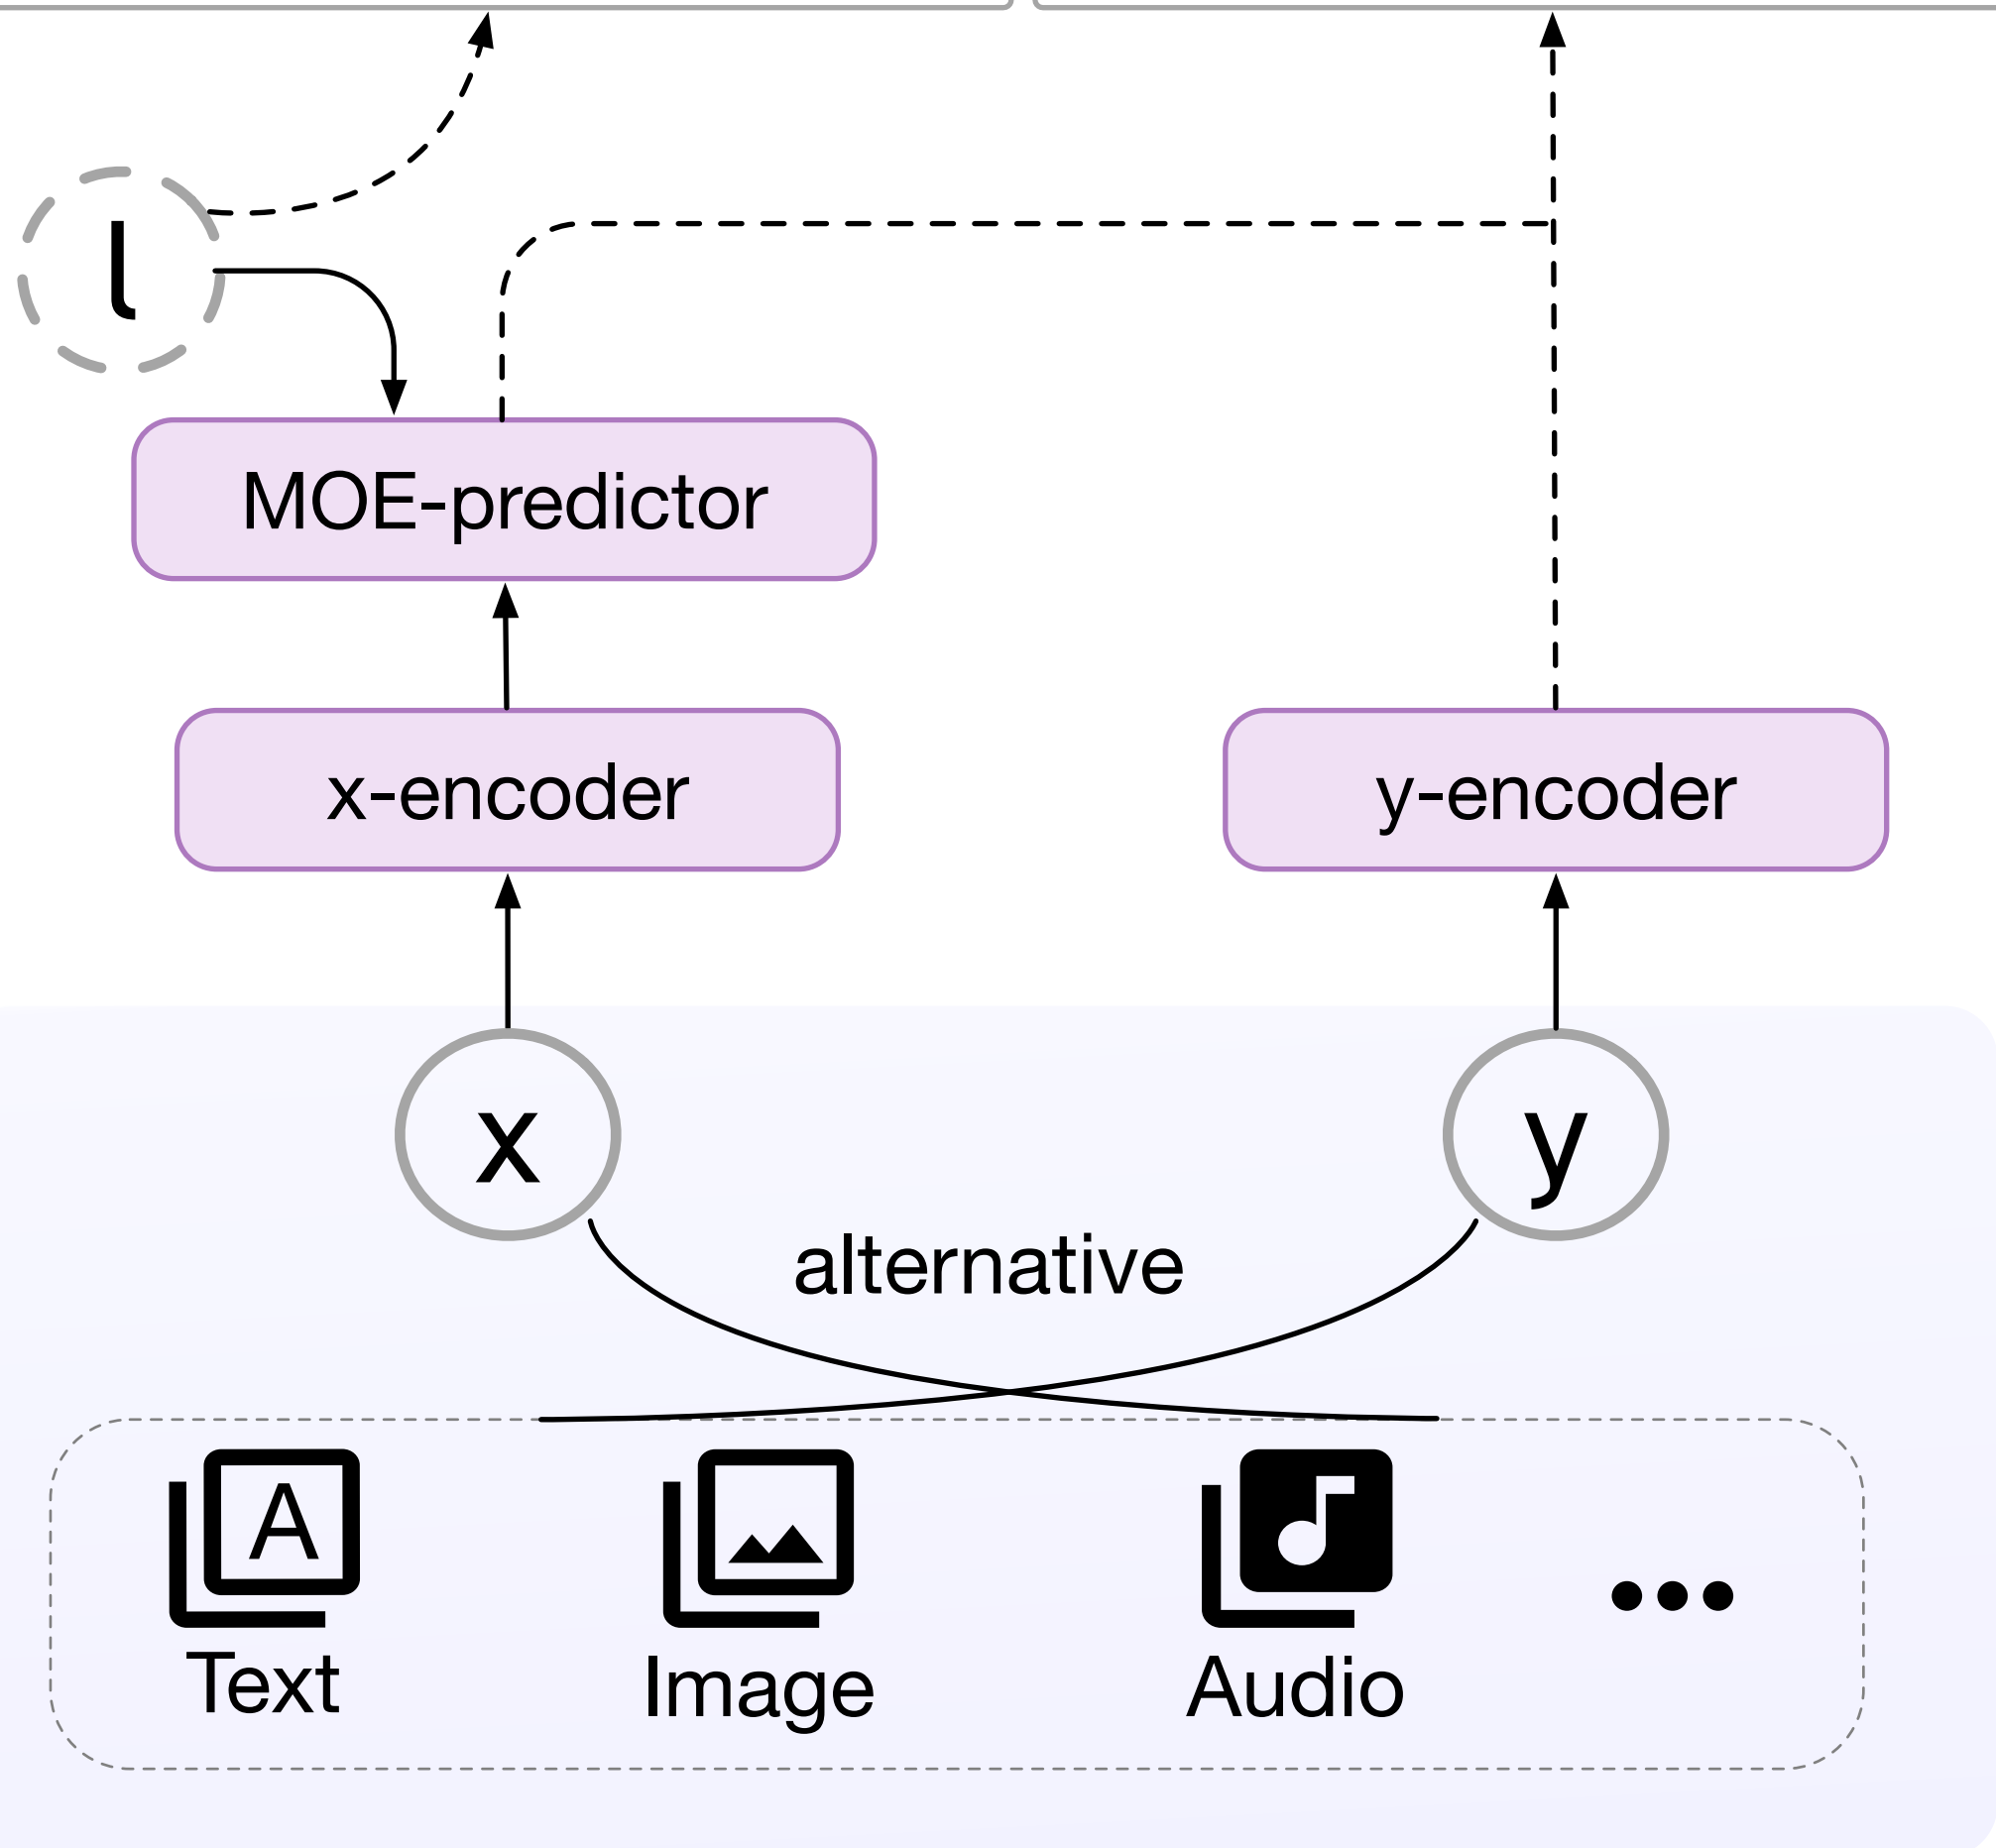 l
MOE-predictor
x-encoder
y-encoder
x
y
alternative
A
Text
Image
Audio
•••